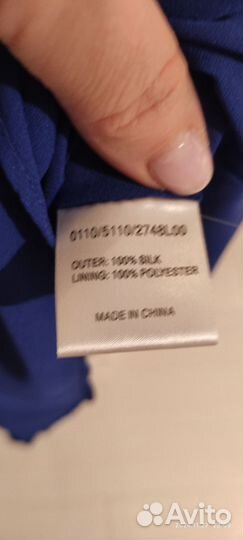 0110/5110/2748L00
OUTER: 100% SILK
LINING: 100% POLYESTER
MADE IN CHINA
Avito